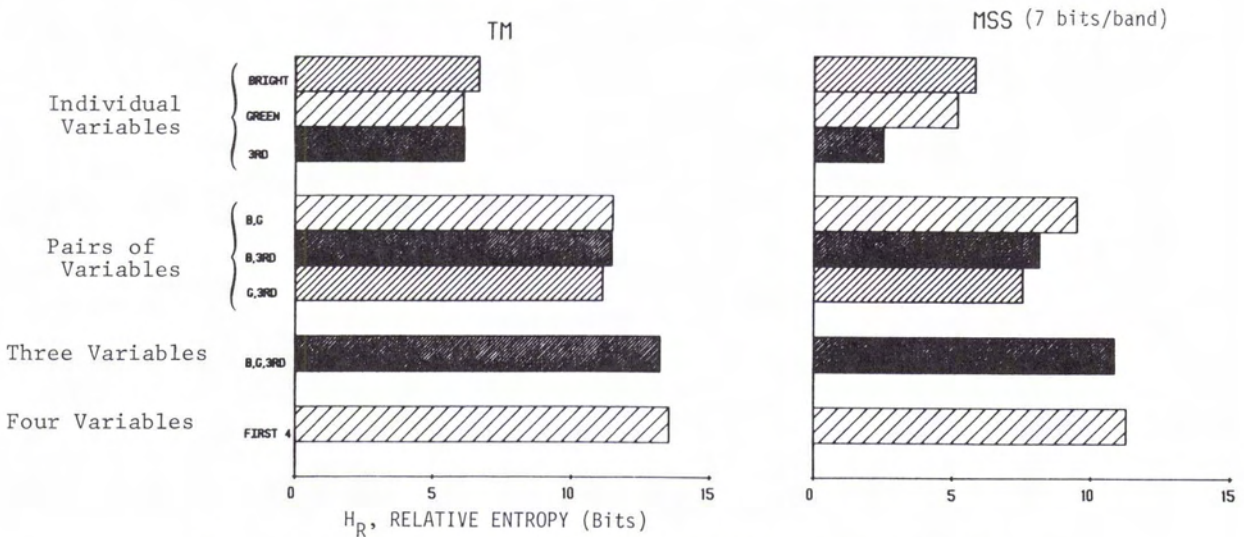 TM
MSS (7 bits/band)
Individual
Variables
BRIGHT
GREEN
3RD
Pairs of
Variables
B,G
B,3RD
G,3RD
Three Variables
B,G,3RD
Four Variables
FIRST 4
0 5 10 15
0 5 10 15
H_R, RELATIVE ENTROPY (Bits)